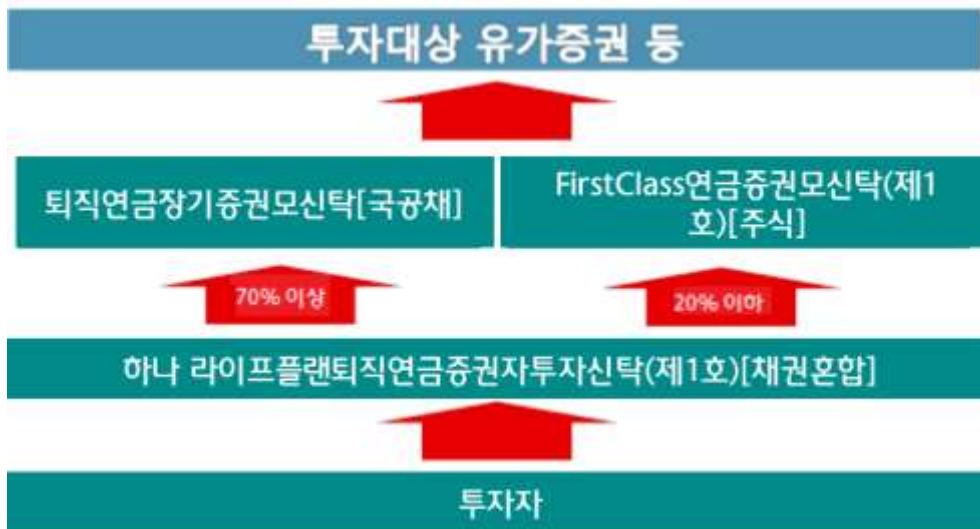 투자대상 유가증권 등
퇴직연금장기증권모신탁[국공채]
FirstClass연금증권모신탁(제1
호)[주식]
70% 이상
20% 이하
하나 라이프플랜퇴직연금증권자투자신탁(제1호)[채권혼합]
투자자